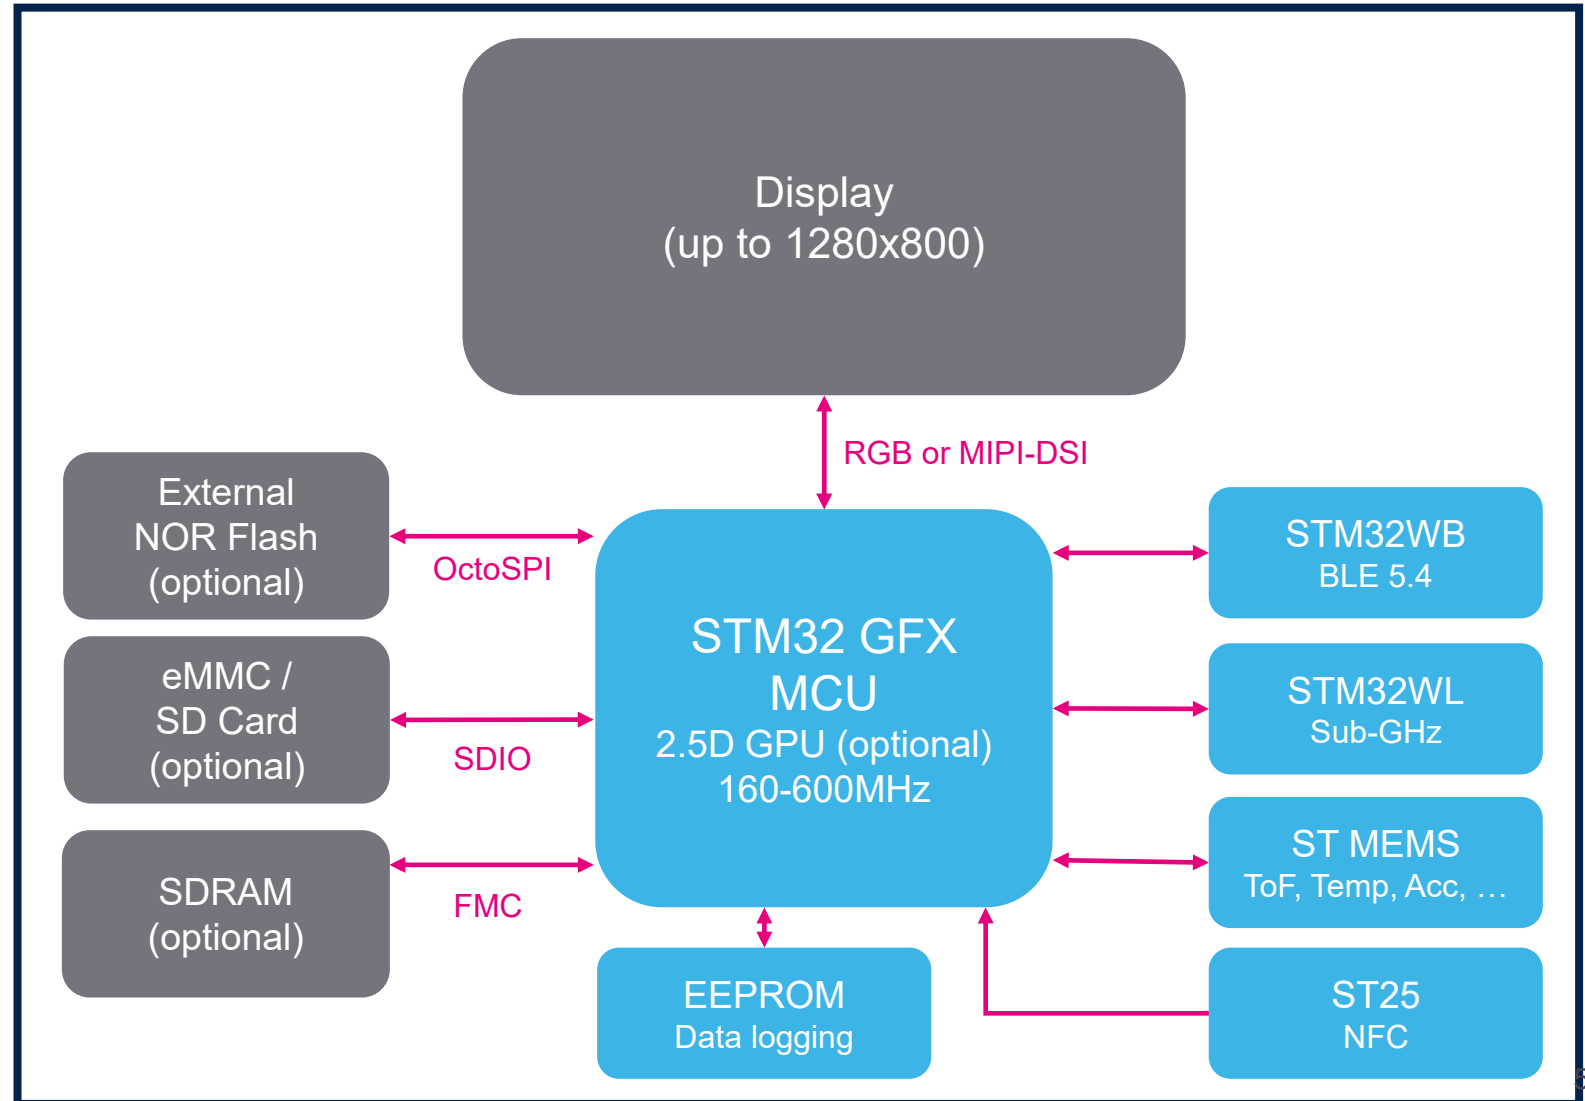 Display
(up to 1280x800)
RGB or MIPI-DSI
External
NOR Flash
(optional)
OctoSPI
eMMC /
SD Card
(optional)
SDIO
SDRAM
(optional)
FMC
STM32 GFX
MCU
2.5D GPU (optional)
160-600MHz
EEPROM
Data logging
STM32WB
BLE 5.4
STM32WL
Sub-GHz
ST MEMS
ToF, Temp, Acc, …
ST25
NFC